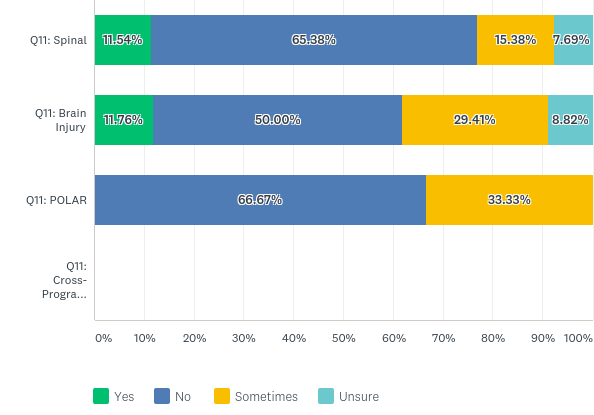 Q11: Spinal
11.54%
65.38%
15.38%
7.69%
Q11: Brain
Injury
11.76%
50.00%
29.41%
8.82%
Q11: POLAR
66.67%
33.33%
Q11:
Cross-
Progra...
0% 10% 20% 30% 40% 50% 60% 70% 80% 90% 100%
Yes No Sometimes Unsure